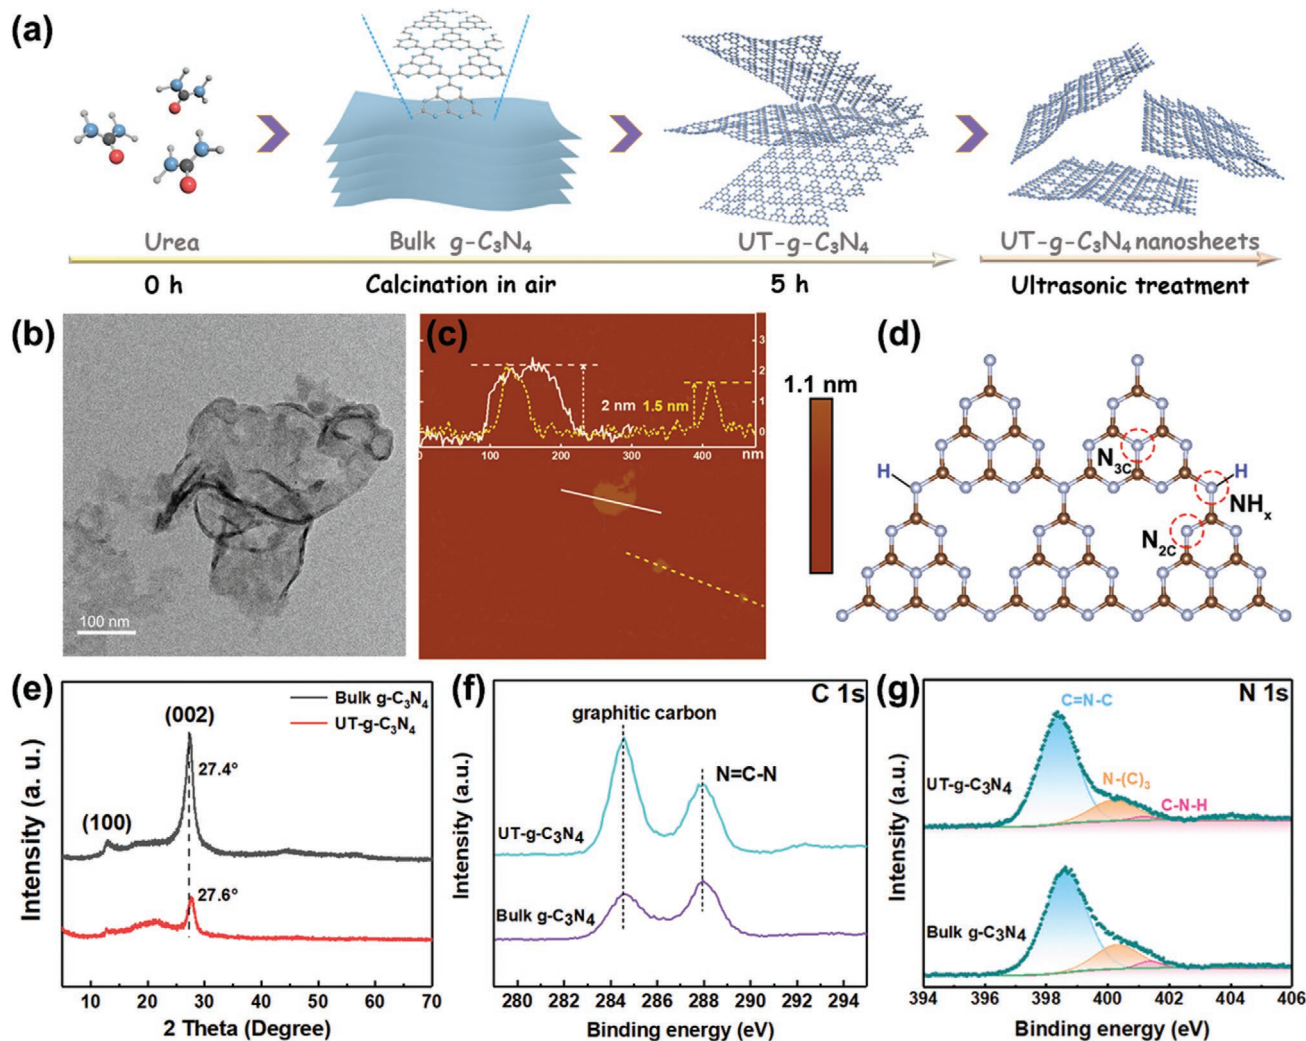 (a)
Urea
Bulk g-C₃N₄
UT-g-C₃N₄
UT-g-C₃N₄ nanosheets
0 h
Calcination in air
5 h
Ultrasonic treatment
(b)
100 nm
(c)
3
2
1
0
2 nm
1.5 nm
0
100
200
300
400
nm
1.1 nm
(d)
N₃C
H
H
NHₓ
N₂C
(e)
Bulk g-C₃N₄
UT-g-C₃N₄
(002)
27.4°
(100)
27.6°
Intensity (a. u.)
10
20
30
40
50
60
70
2 Theta (Degree)
(f)
C 1s
graphitic carbon
N=C-N
UT-g-C₃N₄
Bulk g-C₃N₄
Intensity (a.u.)
280
282
284
286
288
290
292
294
Binding energy (eV)
(g)
N 1s
C=N-C
N-(C)₃
C-N-H
UT-g-C₃N₄
Bulk g-C₃N₄
Intensity (a.u.)
394
396
398
400
402
404
406
Binding energy (eV)